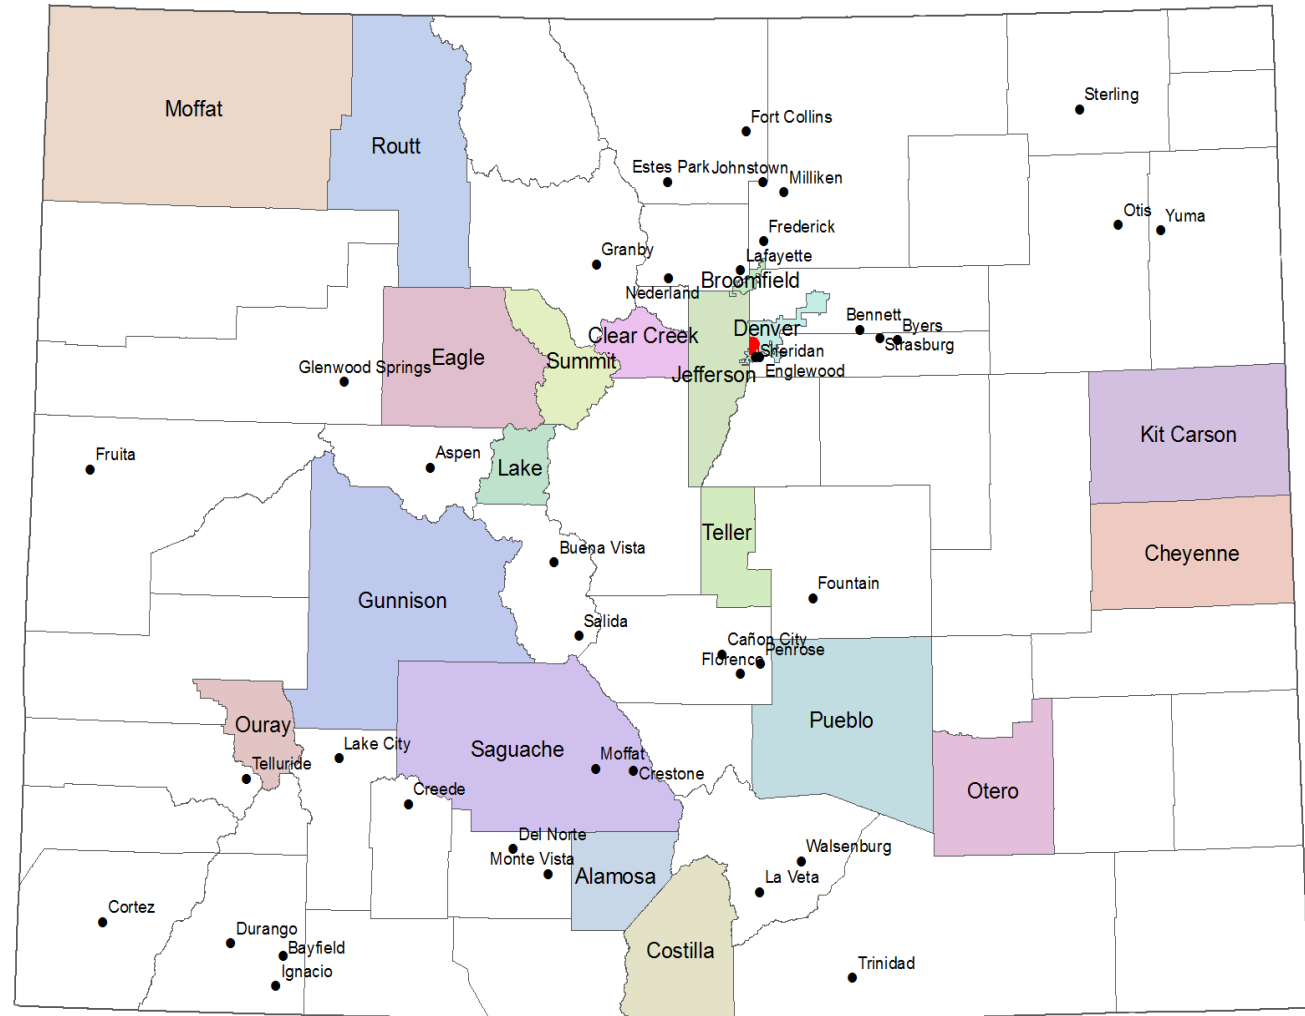 Sterling
Moffat
Fort Collins
Routt
Estes Park
Johnstown
Milliken
Otis
Yuma
Frederick
Granby
Lafayette
Broomfield
Nederland
Bennett
Byers
Denver
Clear Creek
Strasburg
Sheridan
Eagle
Summit
Glenwood Springs
Englewood
Jefferson
Kit Carson
Fruita
Aspen
Lake
Teller
Buena Vista
Cheyenne
Fountain
Gunnison
Salida
Cañon City
Penrose
Florence
Ouray
Pueblo
Lake City
Saguache
Moffat
Telluride
Crestone
Creede
Otero
Del Norte
Walsenburg
Monte Vista
Alamosa
La Veta
Cortez
Durango
Bayfield
Costilla
Trinidad
Ignacio